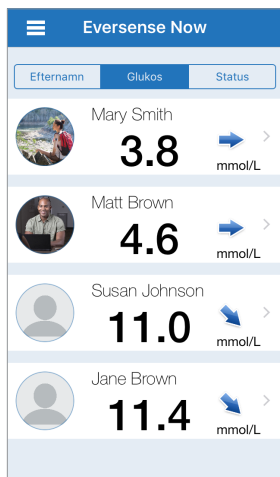 Eversense Now
Efternamn Glukos Status
Mary Smith
3.8 mmol/L
Matt Brown
4.6 mmol/L
Susan Johnson
11.0 mmol/L
Jane Brown
11.4 mmol/L